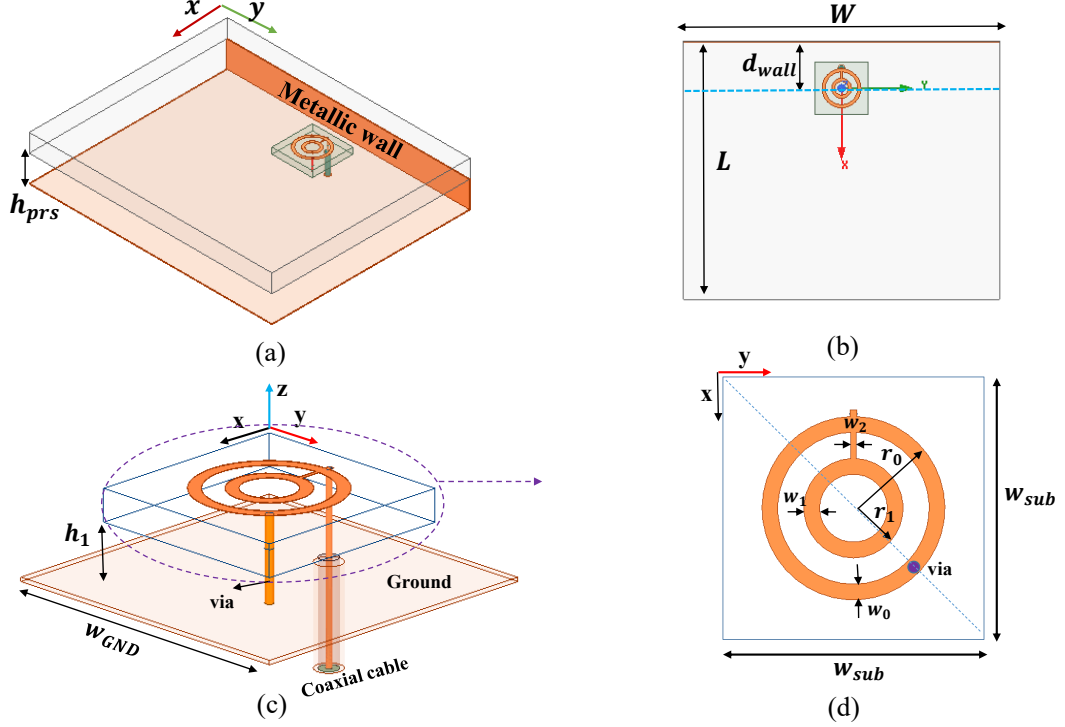 x y
Metallic wall
h_prs
(a)
W
d_wall
Y
L
X
(b)
z
x y
h_1
Ground
via
w_GND
Coaxial cable
(c)
y
x
w_2
r_0
w_1
r_1
w_sub
via
w_0
w_sub
(d)